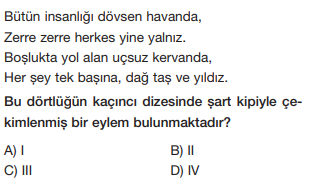 Bütün insanlığı dövsen havanda,
Zerre zerre herkes yine yalnız.
Boşlukta yol alan uçsuz kervanda,
Her şey tek başına, dağ taş ve yıldız.
Bu dörtlüğün kaçıncı dizesinde şart kipiyle çe-
kimlenmiş bir eylem bulunmaktadır?
A) I B) II
C) III D) IV